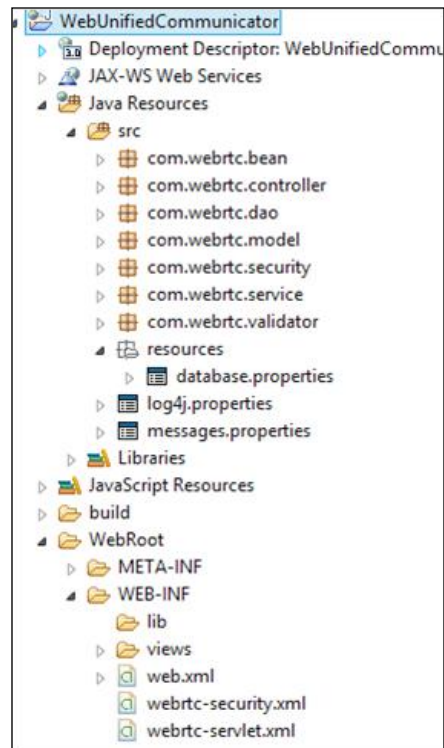 WebUnifiedCommunicator
Deployment Descriptor: WebUnifiedCommu
JAX-WS Web Services
Java Resources
src
com.webrtc.bean
com.webrtc.controller
com.webrtc.dao
com.webrtc.model
com.webrtc.security
com.webrtc.service
com.webrtc.validator
resources
database.properties
log4j.properties
messages.properties
Libraries
JavaScript Resources
build
WebRoot
META-INF
WEB-INF
lib
views
web.xml
webrtc-security.xml
webrtc-servlet.xml